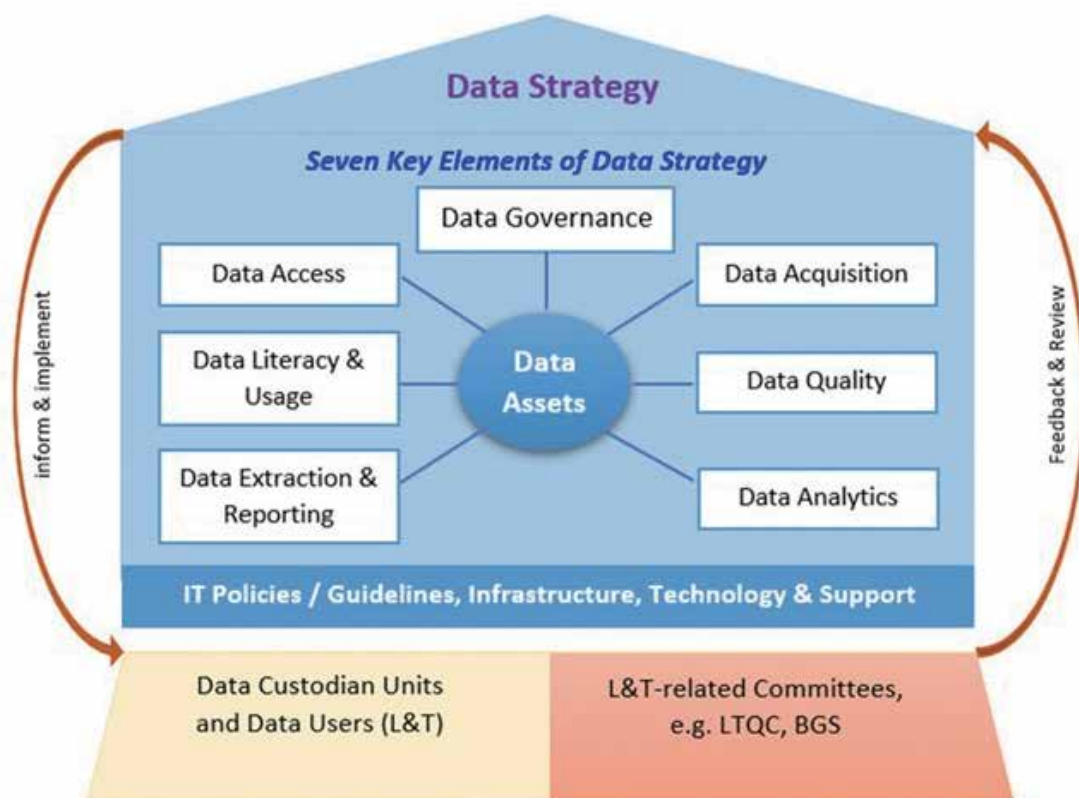 Data Strategy
Seven Key Elements of Data Strategy
Data Governance
Data Access
Data Acquisition
Data Literacy &
Usage
Data
Assets
Data Quality
Data Extraction &
Reporting
Data Analytics
IT Policies / Guidelines, Infrastructure, Technology & Support
inform & implement
Feedback & Review
Data Custodian Units
and Data Users (L&T)
L&T-related Committees,
e.g. LTQC, BGS